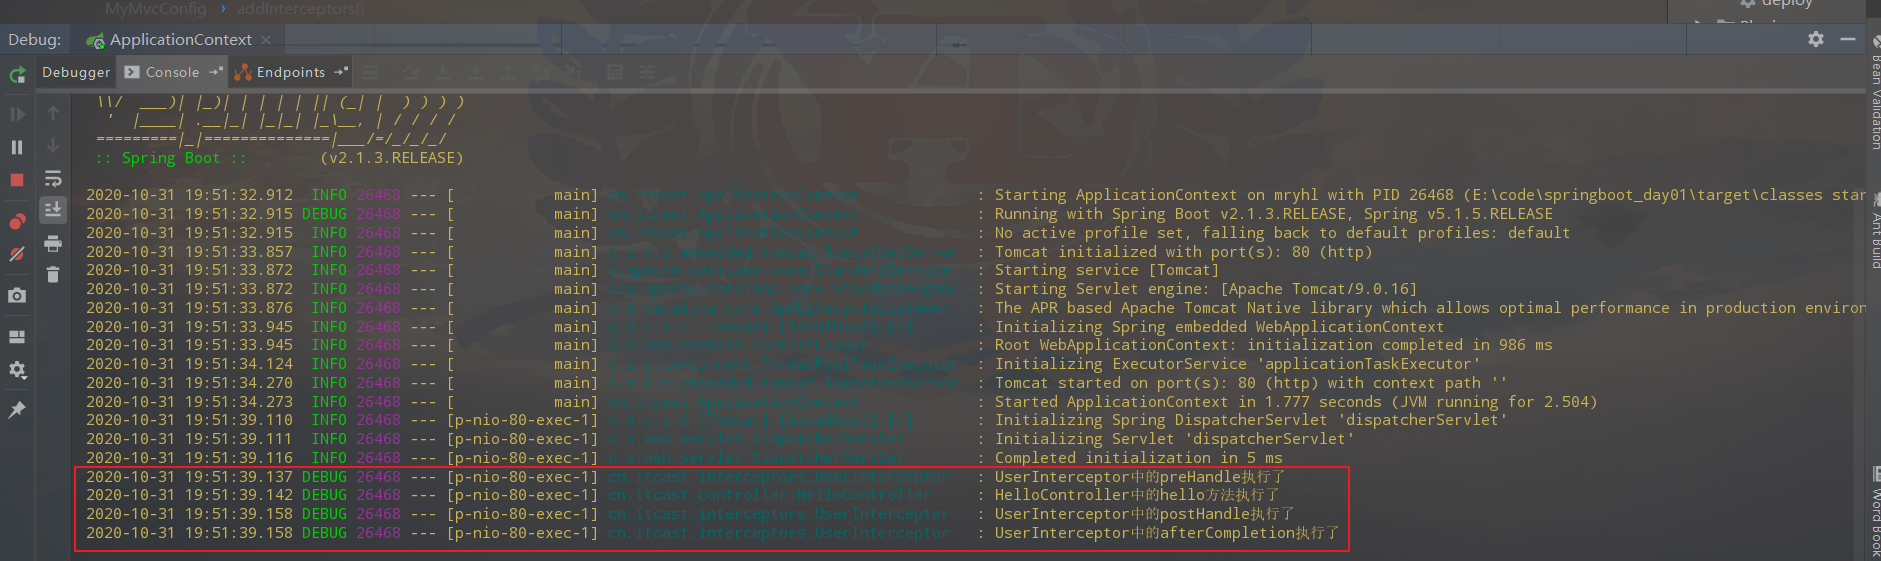 MyMvcConfig › addInterceptors()
deploy
Debug: ApplicationContext ×
Debugger Console Endpoints
\\/ ___)| |_)| | | | | || (_| | ) ) ) )
' |____| .__|_| |_|_| |_\__, | / / / /
=========|_|==============|___/=/_/_/_/
:: Spring Boot :: (v2.1.3.RELEASE)
2020-10-31 19:51:32.912 INFO 26468 --- [ main] cn.itcast.ApplicationContext : Starting ApplicationContext on mryhl with PID 26468 (E:\code\springboot_day01\target\classes star
2020-10-31 19:51:32.915 DEBUG 26468 --- [ main] cn.itcast.ApplicationContext : Running with Spring Boot v2.1.3.RELEASE, Spring v5.1.5.RELEASE
2020-10-31 19:51:32.915 INFO 26468 --- [ main] cn.itcast.ApplicationContext : No active profile set, falling back to default profiles: default
2020-10-31 19:51:33.857 INFO 26468 --- [ main] o.s.b.w.embedded.tomcat.TomcatWebServer : Tomcat initialized with port(s): 80 (http)
2020-10-31 19:51:33.872 INFO 26468 --- [ main] o.apache.catalina.core.StandardService : Starting service [Tomcat]
2020-10-31 19:51:33.872 INFO 26468 --- [ main] org.apache.catalina.core.StandardEngine : Starting Servlet engine: [Apache Tomcat/9.0.16]
2020-10-31 19:51:33.876 INFO 26468 --- [ main] o.a.catalina.core.AprLifecycleListener : The APR based Apache Tomcat Native library which allows optimal performance in production environ
2020-10-31 19:51:33.945 INFO 26468 --- [ main] o.a.c.c.C.[Tomcat].[localhost].[/] : Initializing Spring embedded WebApplicationContext
2020-10-31 19:51:33.945 INFO 26468 --- [ main] o.s.web.context.ContextLoader : Root WebApplicationContext: initialization completed in 986 ms
2020-10-31 19:51:34.124 INFO 26468 --- [ main] o.s.s.concurrent.ThreadPoolTaskExecutor : Initializing ExecutorService 'applicationTaskExecutor'
2020-10-31 19:51:34.270 INFO 26468 --- [ main] o.s.b.w.embedded.tomcat.TomcatWebServer : Tomcat started on port(s): 80 (http) with context path ''
2020-10-31 19:51:34.273 INFO 26468 --- [ main] cn.itcast.ApplicationContext : Started ApplicationContext in 1.777 seconds (JVM running for 2.504)
2020-10-31 19:51:39.110 INFO 26468 --- [p-nio-80-exec-1] o.a.c.c.C.[Tomcat].[localhost].[/] : Initializing Spring DispatcherServlet 'dispatcherServlet'
2020-10-31 19:51:39.111 INFO 26468 --- [p-nio-80-exec-1] o.s.web.servlet.DispatcherServlet : Initializing Servlet 'dispatcherServlet'
2020-10-31 19:51:39.116 INFO 26468 --- [p-nio-80-exec-1] o.s.web.servlet.DispatcherServlet : Completed initialization in 5 ms
2020-10-31 19:51:39.137 DEBUG 26468 --- [p-nio-80-exec-1] cn.itcast.interceptors.UserInterceptor : UserInterceptor中的preHandle执行了
2020-10-31 19:51:39.142 DEBUG 26468 --- [p-nio-80-exec-1] cn.itcast.controller.HelloController : HelloController中的hello方法执行了
2020-10-31 19:51:39.158 DEBUG 26468 --- [p-nio-80-exec-1] cn.itcast.interceptors.UserInterceptor : UserInterceptor中的postHandle执行了
2020-10-31 19:51:39.158 DEBUG 26468 --- [p-nio-80-exec-1] cn.itcast.interceptors.UserInterceptor : UserInterceptor中的afterCompletion执行了
Bean Validation
Ant Build
Word Book